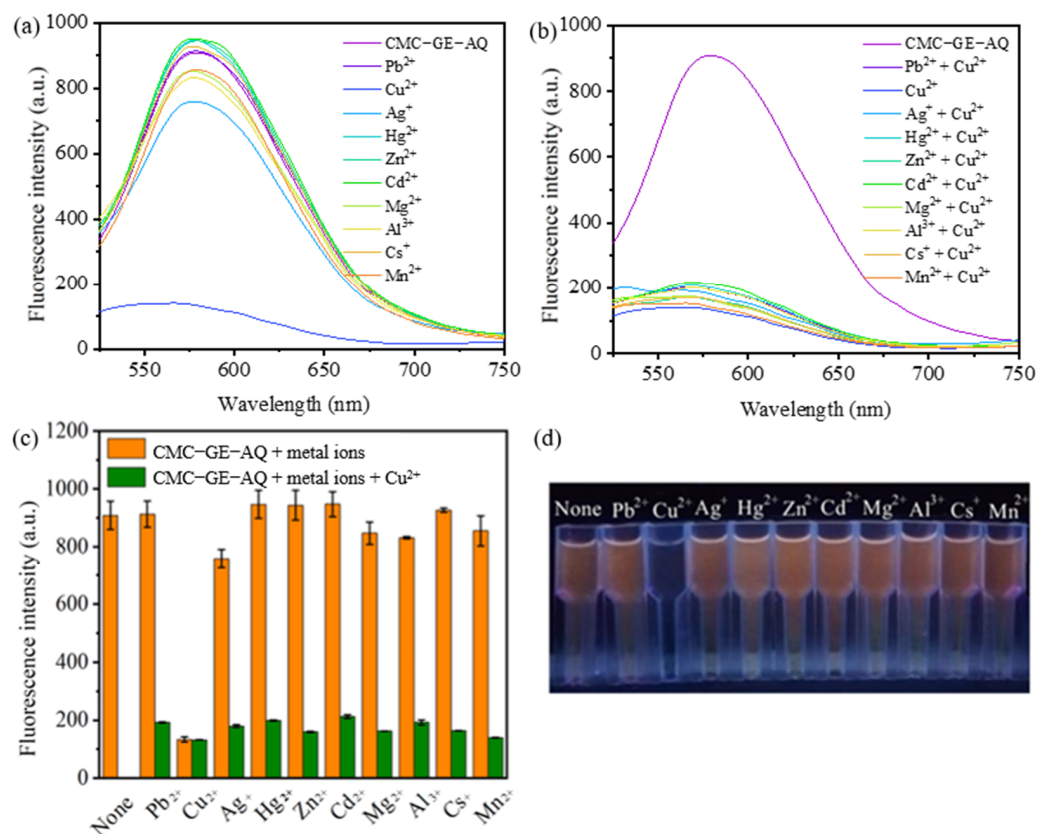 (a)
1000
800
600
400
200
0
550
600
650
700
750
Fluorescence intensity (a.u.)
Wavelength (nm)
CMC−GE−AQ
Pb²⁺
Cu²⁺
Ag⁺
Hg²⁺
Zn²⁺
Cd²⁺
Mg²⁺
Al³⁺
Cs⁺
Mn²⁺
(b)
1000
800
600
400
200
0
550
600
650
700
750
Fluorescence intensity (a.u.)
Wavelength (nm)
CMC−GE−AQ
Pb²⁺ + Cu²⁺
Cu²⁺
Ag⁺ + Cu²⁺
Hg²⁺ + Cu²⁺
Zn²⁺ + Cu²⁺
Cd²⁺ + Cu²⁺
Mg²⁺ + Cu²⁺
Al³⁺ + Cu²⁺
Cs⁺ + Cu²⁺
Mn²⁺ + Cu²⁺
(c)
1200
1000
800
600
400
200
0
Fluorescence intensity (a.u.)
CMC−GE−AQ + metal ions
CMC−GE−AQ + metal ions + Cu²⁺
None Pb²⁺ Cu²⁺ Ag⁺ Hg²⁺ Zn²⁺ Cd²⁺ Mg²⁺ Al³⁺ Cs⁺ Mn²⁺
(d)
None Pb²⁺ Cu²⁺ Ag⁺ Hg²⁺ Zn²⁺ Cd²⁺ Mg²⁺ Al³⁺ Cs⁺ Mn²⁺